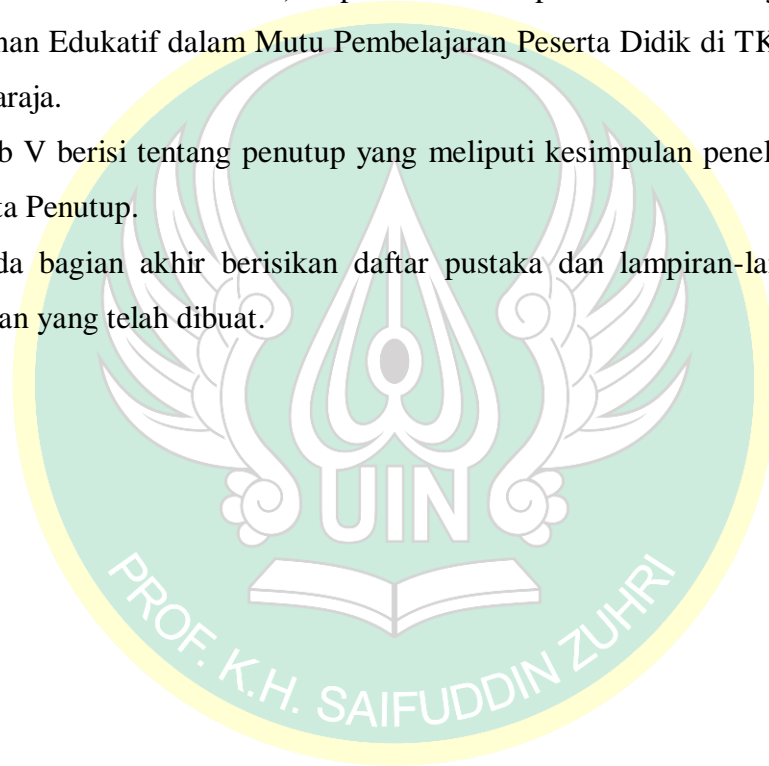 nan Edukatif dalam Mutu Pembelajaran Peserta Didik di TK
araja.
b V berisi tentang penutup yang meliputi kesimpulan penel
ta Penutup.
da bagian akhir berisikan daftar pustaka dan lampiran-la
an yang telah dibuat.
UIN
PROF. K.H. SAIFUDDIN ZUHRI